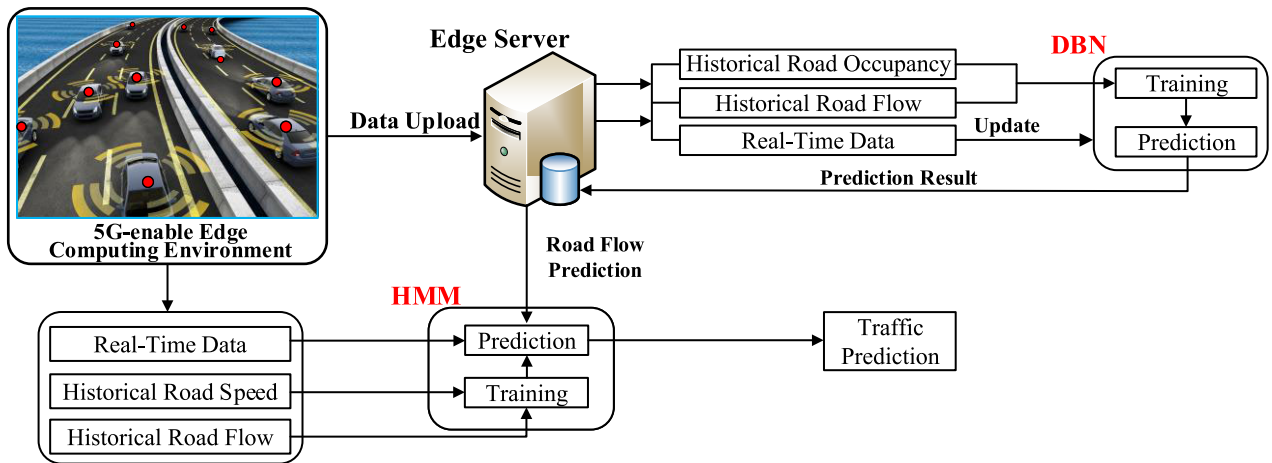 Edge Server
DBN
Historical Road Occupancy
Training
Historical Road Flow
Data Upload
Real-Time Data
Update
Prediction
Prediction Result
5G-enable Edge
Computing Environment
Road Flow
Prediction
HMM
Real-Time Data
Prediction
Traffic
Prediction
Historical Road Speed
Training
Historical Road Flow